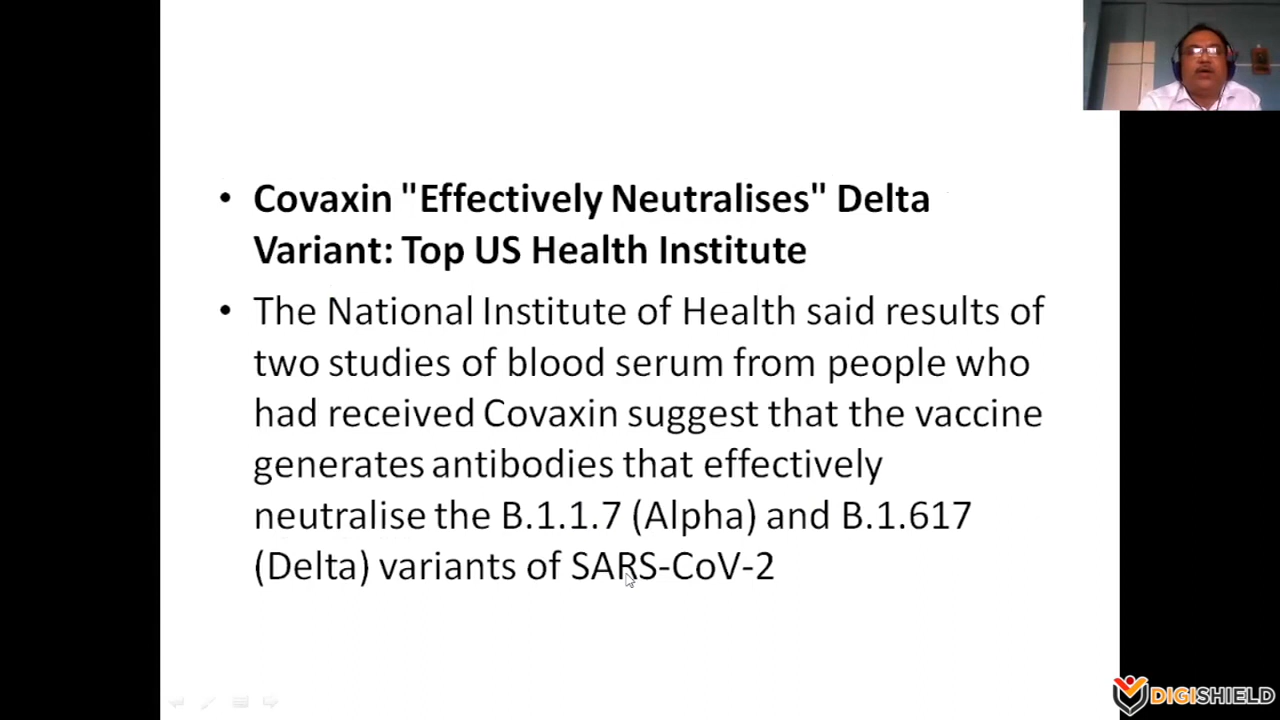 • Covaxin "Effectively Neutralises" Delta
Variant: Top US Health Institute
• The National Institute of Health said results of
two studies of blood serum from people who
had received Covaxin suggest that the vaccine
generates antibodies that effectively
neutralise the B.1.1.7 (Alpha) and B.1.617
(Delta) variants of SARS-CoV-2
DIGISHIELD